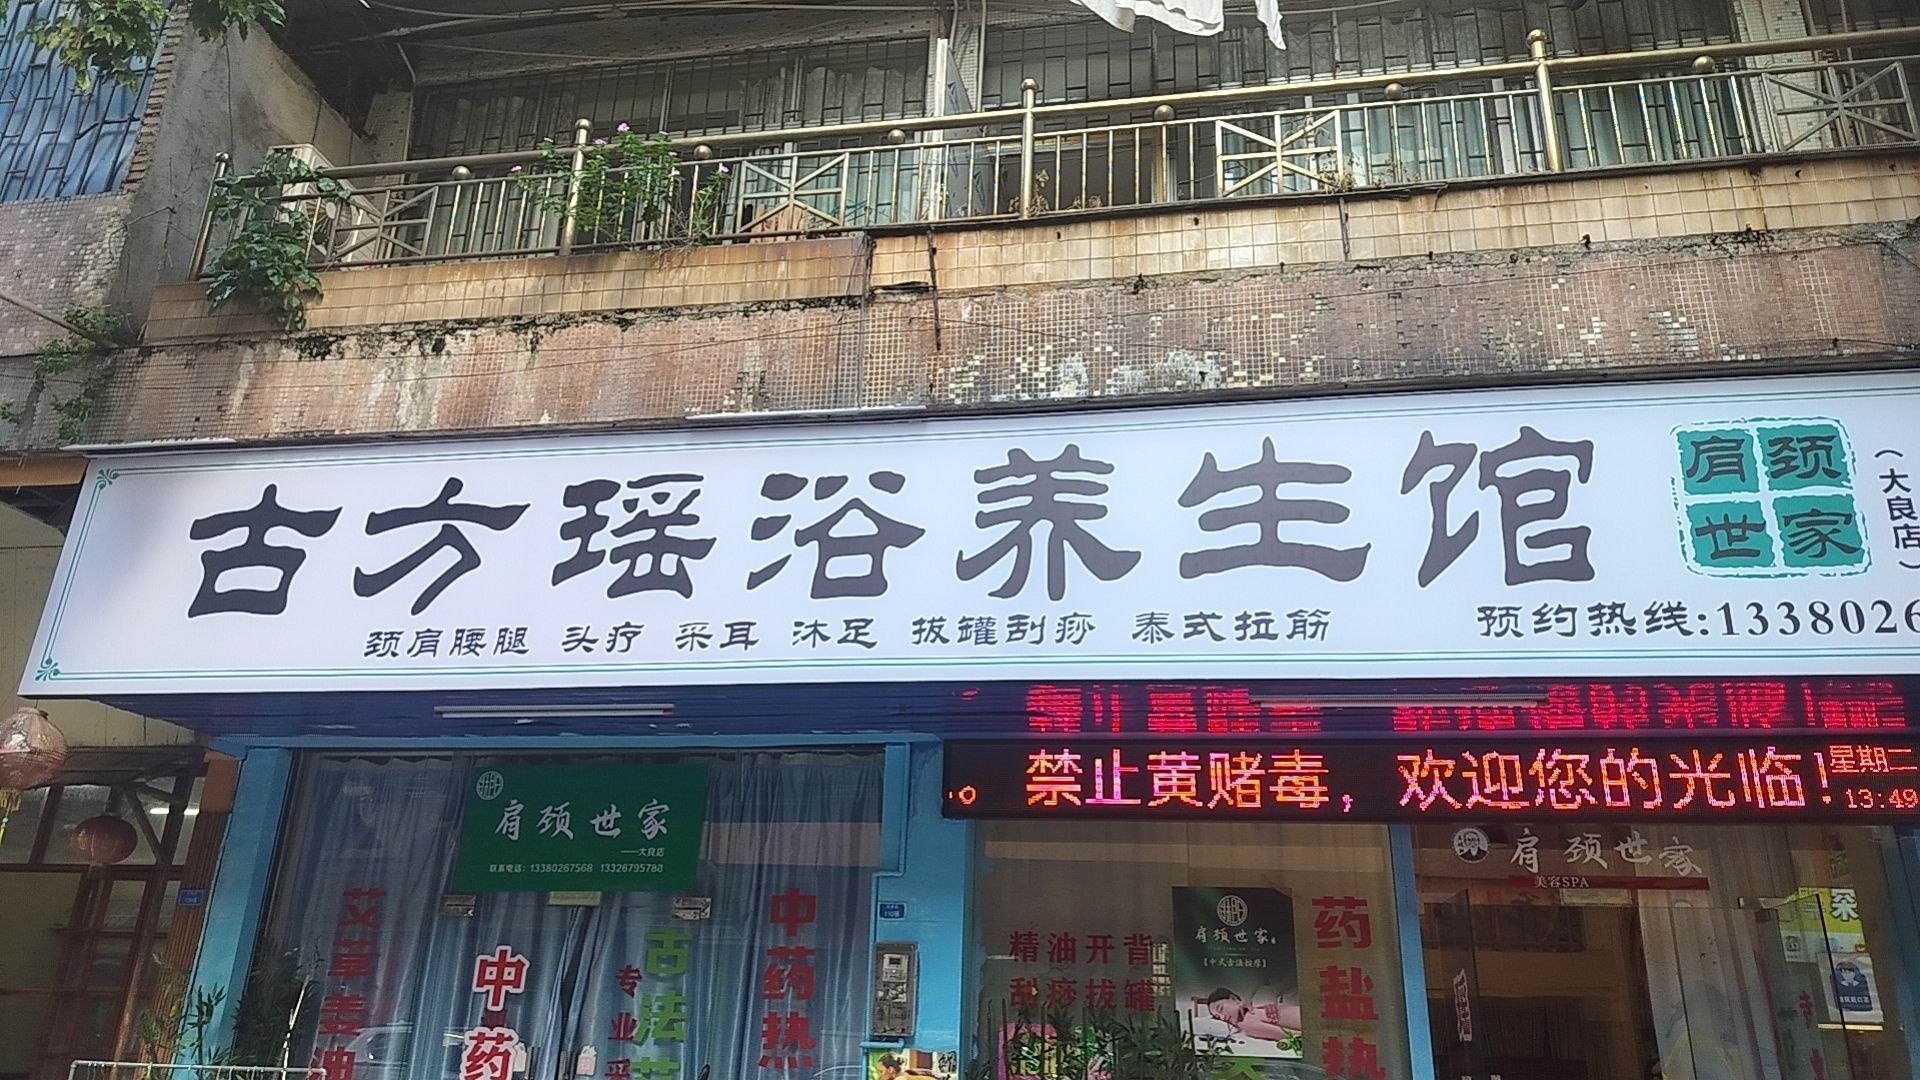 古方瑶浴养生馆
肩颈世家
（大良店）
颈肩腰腿 头疗 采耳 沐足 拔罐刮痧 泰式拉筋
预约热线:1338026
禁止黄赌毒，欢迎您的光临！
星期二
13:49
肩颈世家
——大良店
联系电话：13380267568 13326795780
肩颈世家
美容SPA
肩颈世家
【中式古法按摩】
艾草姜油
中药
专业采
古法
中药热
精油开背
刮痧拔罐
药盐热
深